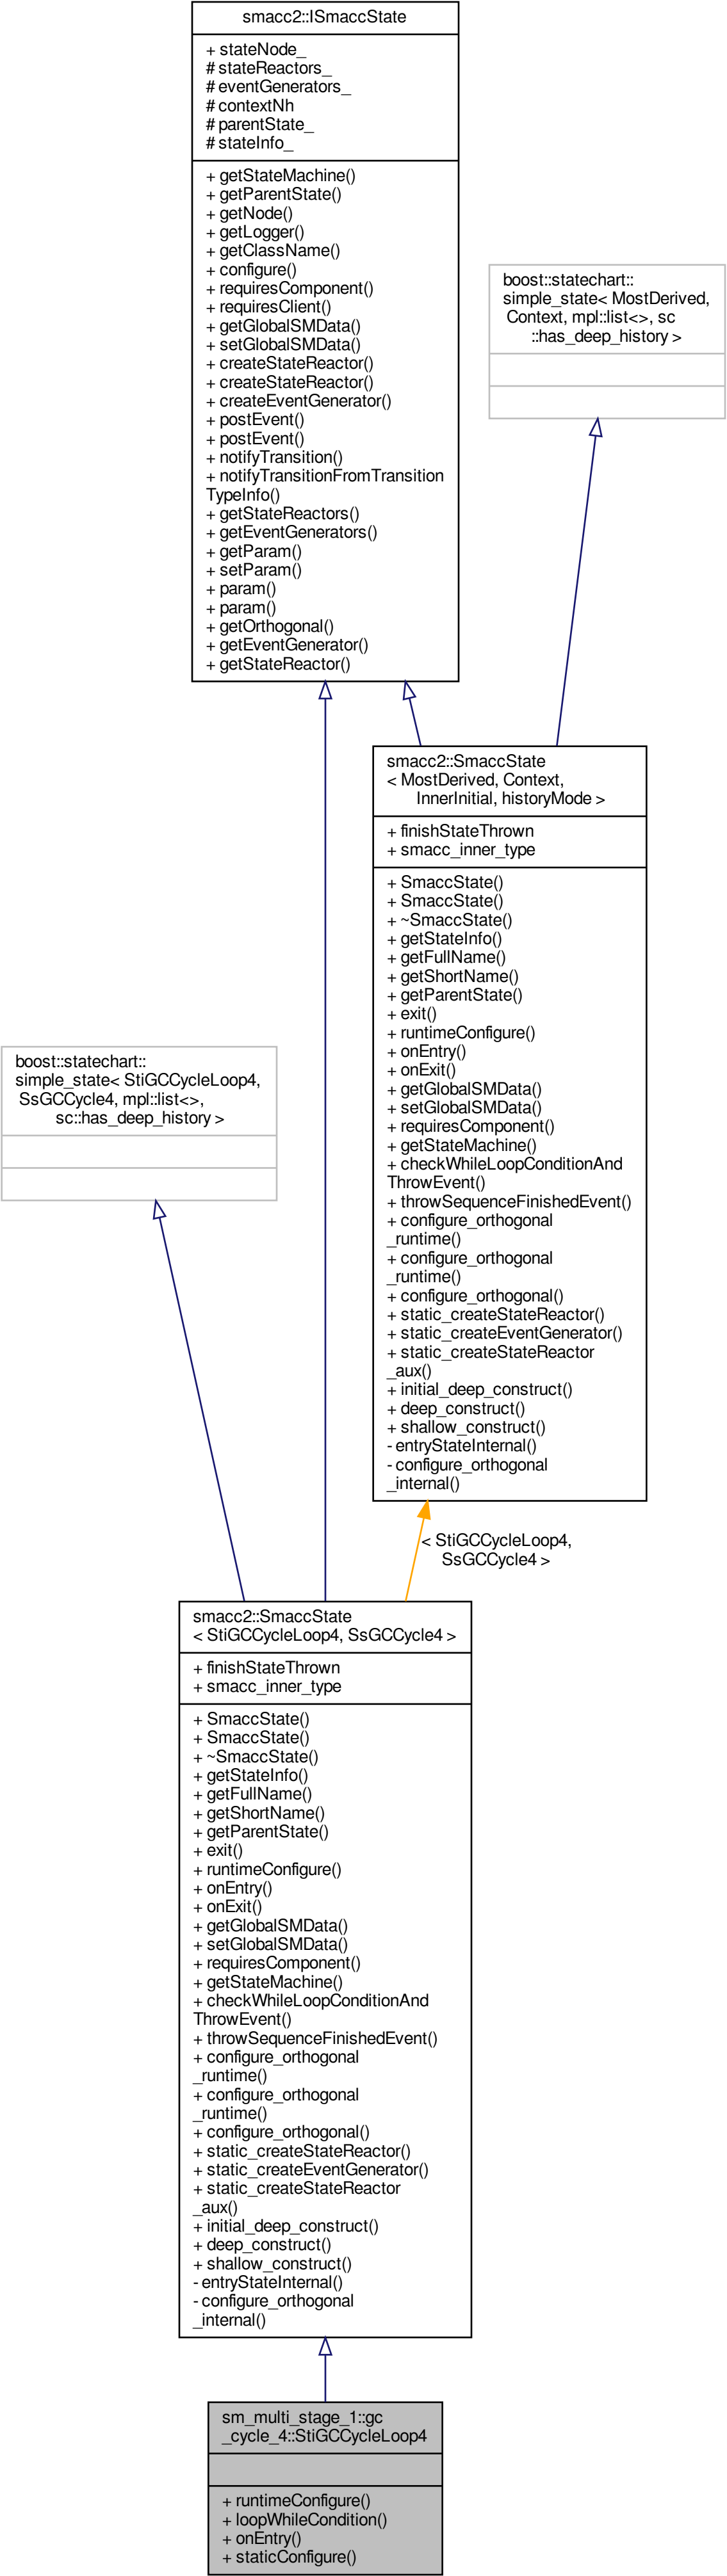 smacc2::ISmaccState
+ stateNode_
# stateReactors_
# eventGenerators_
# contextNh
# parentState_
# stateInfo_
+ getStateMachine()
+ getParentState()
+ getNode()
+ getLogger()
+ getClassName()
+ configure()
+ requiresComponent()
+ requiresClient()
+ getGlobalSMData()
+ setGlobalSMData()
+ createStateReactor()
+ createStateReactor()
+ createEventGenerator()
+ postEvent()
+ postEvent()
+ notifyTransition()
+ notifyTransitionFromTransition
TypeInfo()
+ getStateReactors()
+ getEventGenerators()
+ getParam()
+ setParam()
+ param()
+ param()
+ getOrthogonal()
+ getEventGenerator()
+ getStateReactor()
boost::statechart::
simple_state< MostDerived,
Context, mpl::list<>, sc
::has_deep_history >
smacc2::SmaccState
< MostDerived, Context,
InnerInitial, historyMode >
+ finishStateThrown
+ smacc_inner_type
+ SmaccState()
+ SmaccState()
+ ~SmaccState()
+ getStateInfo()
+ getFullName()
+ getShortName()
+ getParentState()
+ exit()
+ runtimeConfigure()
+ onEntry()
+ onExit()
+ getGlobalSMData()
+ setGlobalSMData()
+ requiresComponent()
+ getStateMachine()
+ checkWhileLoopConditionAnd
ThrowEvent()
+ throwSequenceFinishedEvent()
+ configure_orthogonal
_runtime()
+ configure_orthogonal
_runtime()
+ configure_orthogonal()
+ static_createStateReactor()
+ static_createEventGenerator()
+ static_createStateReactor
_aux()
+ initial_deep_construct()
+ deep_construct()
+ shallow_construct()
- entryStateInternal()
- configure_orthogonal
_internal()
boost::statechart::
simple_state< StiGCCycleLoop4,
SsGCCycle4, mpl::list<>,
sc::has_deep_history >
< StiGCCycleLoop4,
SsGCCycle4 >
smacc2::SmaccState
< StiGCCycleLoop4, SsGCCycle4 >
+ finishStateThrown
+ smacc_inner_type
+ SmaccState()
+ SmaccState()
+ ~SmaccState()
+ getStateInfo()
+ getFullName()
+ getShortName()
+ getParentState()
+ exit()
+ runtimeConfigure()
+ onEntry()
+ onExit()
+ getGlobalSMData()
+ setGlobalSMData()
+ requiresComponent()
+ getStateMachine()
+ checkWhileLoopConditionAnd
ThrowEvent()
+ throwSequenceFinishedEvent()
+ configure_orthogonal
_runtime()
+ configure_orthogonal
_runtime()
+ configure_orthogonal()
+ static_createStateReactor()
+ static_createEventGenerator()
+ static_createStateReactor
_aux()
+ initial_deep_construct()
+ deep_construct()
+ shallow_construct()
- entryStateInternal()
- configure_orthogonal
_internal()
sm_multi_stage_1::gc
_cycle_4::StiGCCycleLoop4
+ runtimeConfigure()
+ loopWhileCondition()
+ onEntry()
+ staticConfigure()